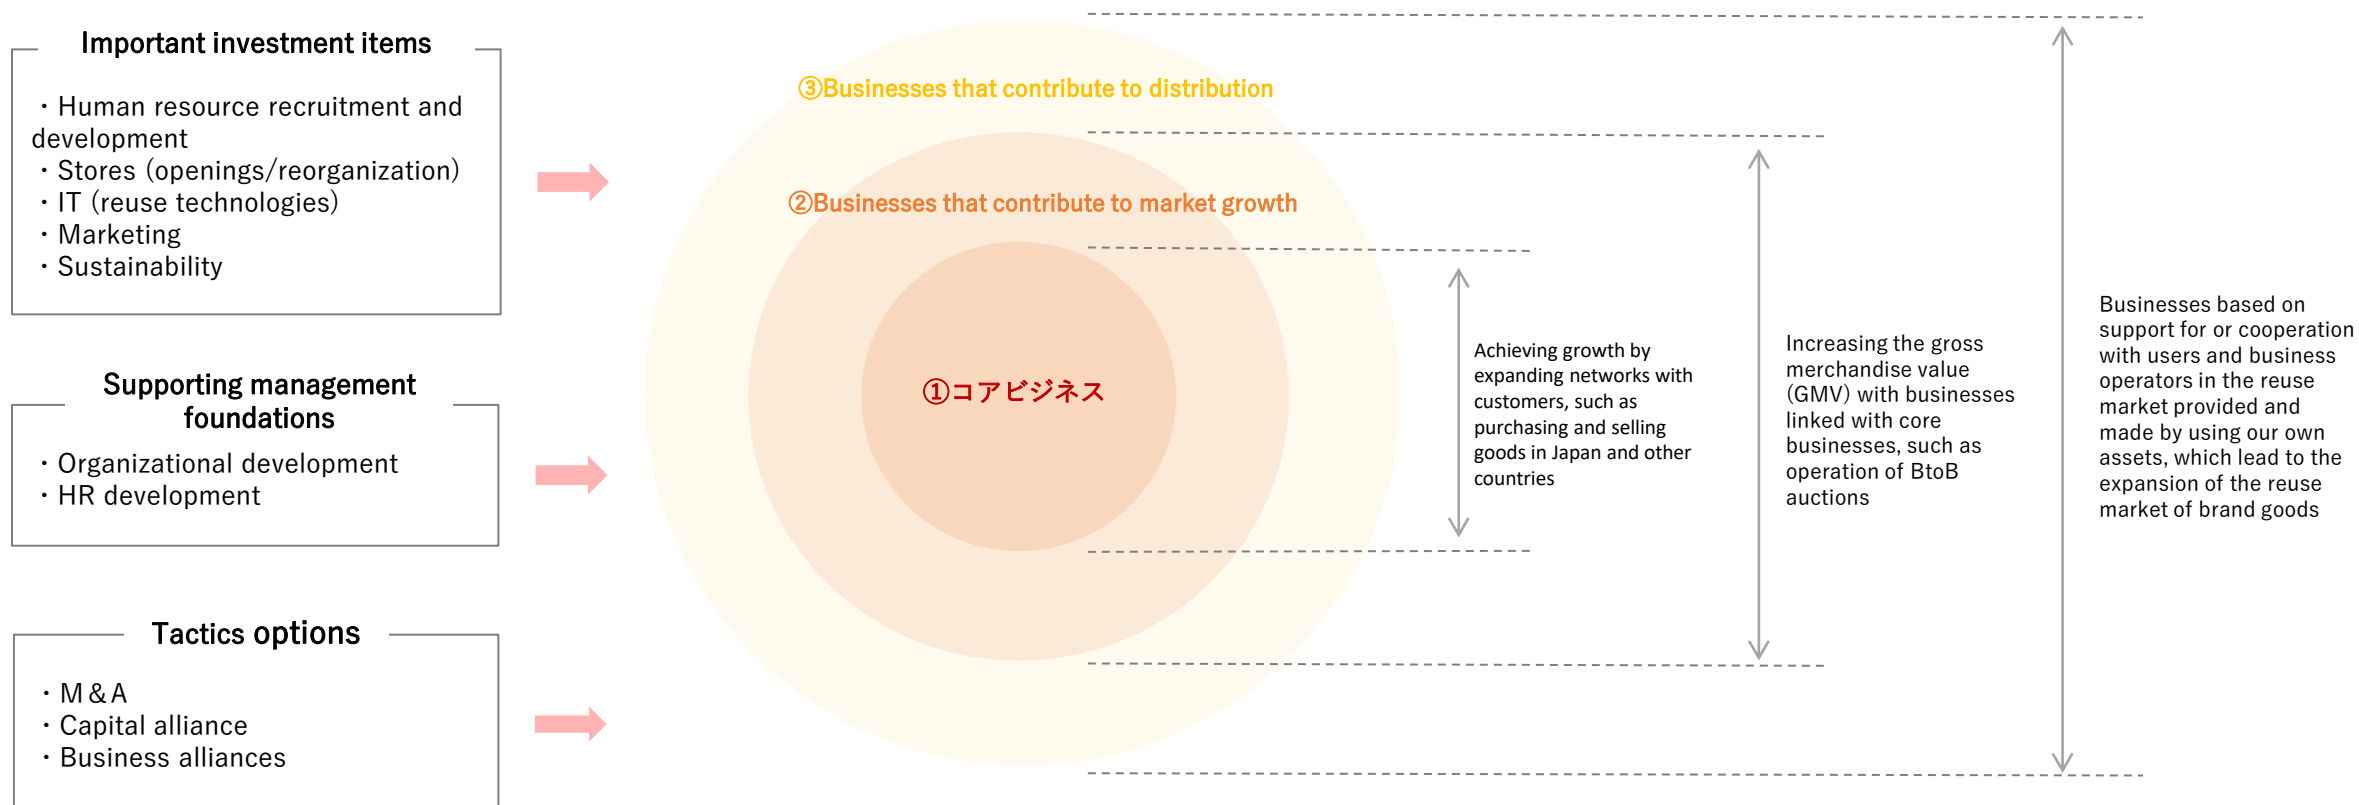 Important investment items
・Human resource recruitment and
development
・Stores (openings/reorganization)
・IT (reuse technologies)
・Marketing
・Sustainability
Supporting management
foundations
・Organizational development
・HR development
Tactics options
・M＆A
・Capital alliance
・Business alliances
③Businesses that contribute to distribution
②Businesses that contribute to market growth
①コアビジネス
Achieving growth by
expanding networks with
customers, such as
purchasing and selling
goods in Japan and other
countries
Increasing the gross
merchandise value
(GMV) with businesses
linked with core
businesses, such as
operation of BtoB
auctions
Businesses based on
support for or cooperation
with users and business
operators in the reuse
market provided and
made by using our own
assets, which lead to the
expansion of the reuse
market of brand goods